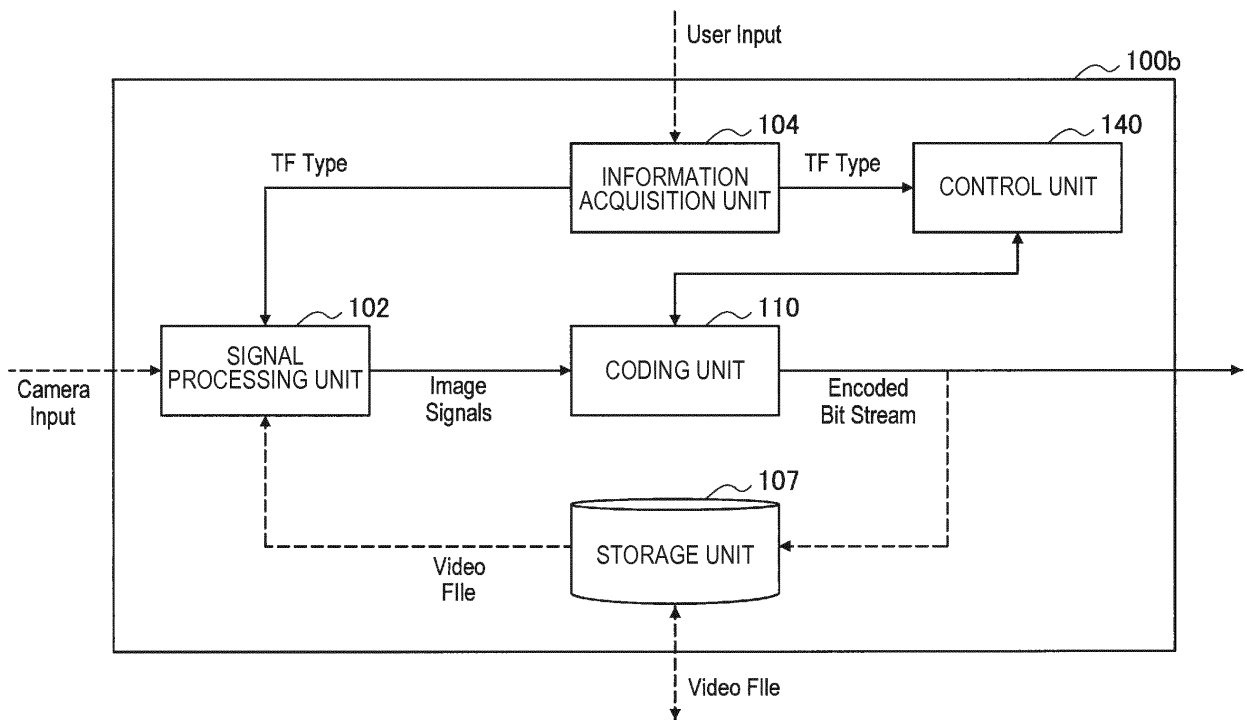 User Input
100b
104
140
TF Type
INFORMATION
ACQUISITION UNIT
TF Type
CONTROL UNIT
102
110
SIGNAL
PROCESSING UNIT
CODING UNIT
Camera
Input
Image
Signals
Encoded
Bit Stream
107
STORAGE UNIT
Video
FIle
Video FIle